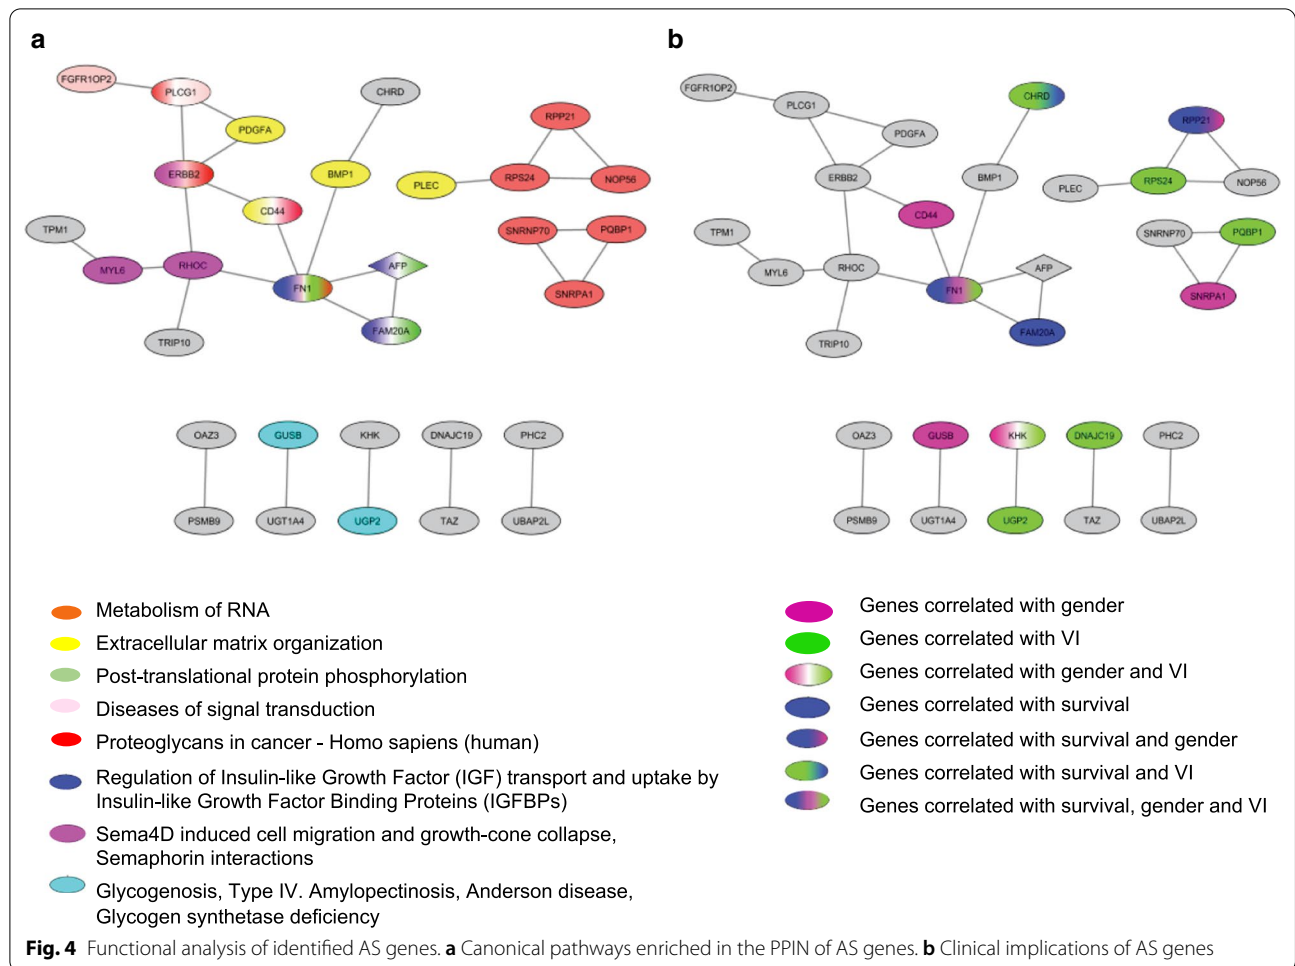 a
b
FGFR1OP2
PLCG1
CHRD
PDGFA
RPP21
ERBB2
BMP1
PLEC
RPS24
NOP56
CD44
TPM1
SNRNP70
PQBP1
MYL6
RHOC
AFP
FN1
SNRPA1
FAM20A
TRIP10
OAZ3
GUSB
KHK
DNAJC19
PHC2
PSMB9
UGT1A4
UGP2
TAZ
UBAP2L
FGFR1OP2
PLCG1
CHRD
PDGFA
RPP21
ERBB2
BMP1
PLEC
RPS24
NOP56
CD44
TPM1
SNRNP70
PQBP1
MYL6
RHOC
AFP
FN1
SNRPA1
FAM20A
TRIP10
OAZ3
GUSB
KHK
DNAJC19
PHC2
PSMB9
UGT1A4
UGP2
TAZ
UBAP2L
Metabolism of RNA
Extracellular matrix organization
Post-translational protein phosphorylation
Diseases of signal transduction
Proteoglycans in cancer - Homo sapiens (human)
Regulation of Insulin-like Growth Factor (IGF) transport and uptake by
Insulin-like Growth Factor Binding Proteins (IGFBPs)
Sema4D induced cell migration and growth-cone collapse,
Semaphorin interactions
Glycogenosis, Type IV. Amylopectinosis, Anderson disease,
Glycogen synthetase deficiency
Genes correlated with gender
Genes correlated with VI
Genes correlated with gender and VI
Genes correlated with survival
Genes correlated with survival and gender
Genes correlated with survival and VI
Genes correlated with survival, gender and VI
Fig. 4 Functional analysis of identified AS genes. a Canonical pathways enriched in the PPIN of AS genes. b Clinical implications of AS genes